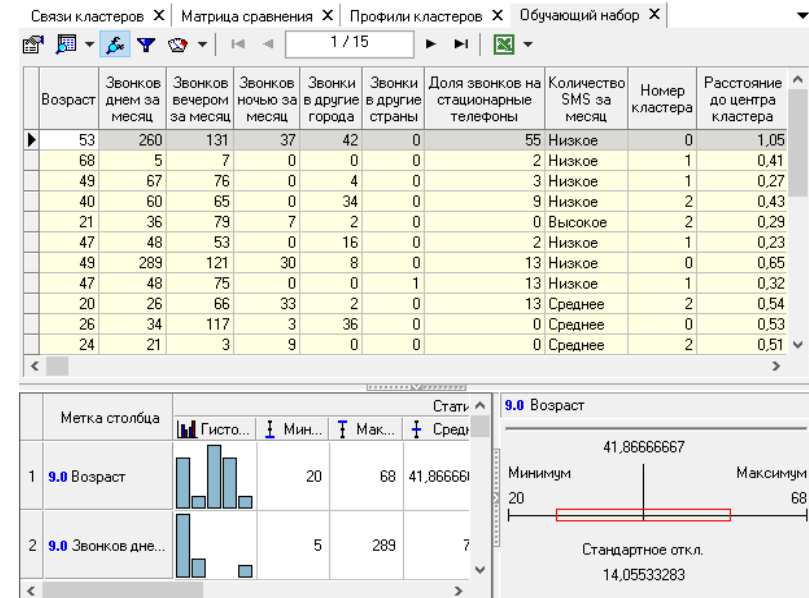 Связи кластеров X Матрица сравнения X Профили кластеров X Обучающий набор X
1 / 15
Возраст Звонков днем за месяц Звонков вечером за месяц Звонков ночью за месяц Звонки в другие города Звонки в другие страны Доля звонков на стационарные телефоны Количество SMS за месяц Номер кластера Расстояние до центра кластера
53 260 131 37 42 0 55 Низкое 0 1,05
68 5 7 0 0 0 2 Низкое 1 0,41
49 67 76 0 4 0 3 Низкое 1 0,27
40 60 65 0 34 0 9 Низкое 2 0,43
21 36 79 7 2 0 0 Высокое 2 0,29
47 48 53 0 16 0 2 Низкое 1 0,23
49 289 121 30 8 0 13 Низкое 0 0,65
47 48 75 0 0 1 13 Низкое 1 0,32
20 26 66 33 2 0 13 Среднее 2 0,54
26 34 117 3 36 0 0 Среднее 0 0,53
24 21 3 9 0 0 0 Среднее 2 0,51
Метка столбца Стати
Гисто... Мин... Мак... Средн
1 9.0 Возраст 20 68 41,866666
2 9.0 Звонков дне... 5 289 7
9.0 Возраст
41,86666667
Минимум Максимум
20 68
Стандартное откл.
14,05533283